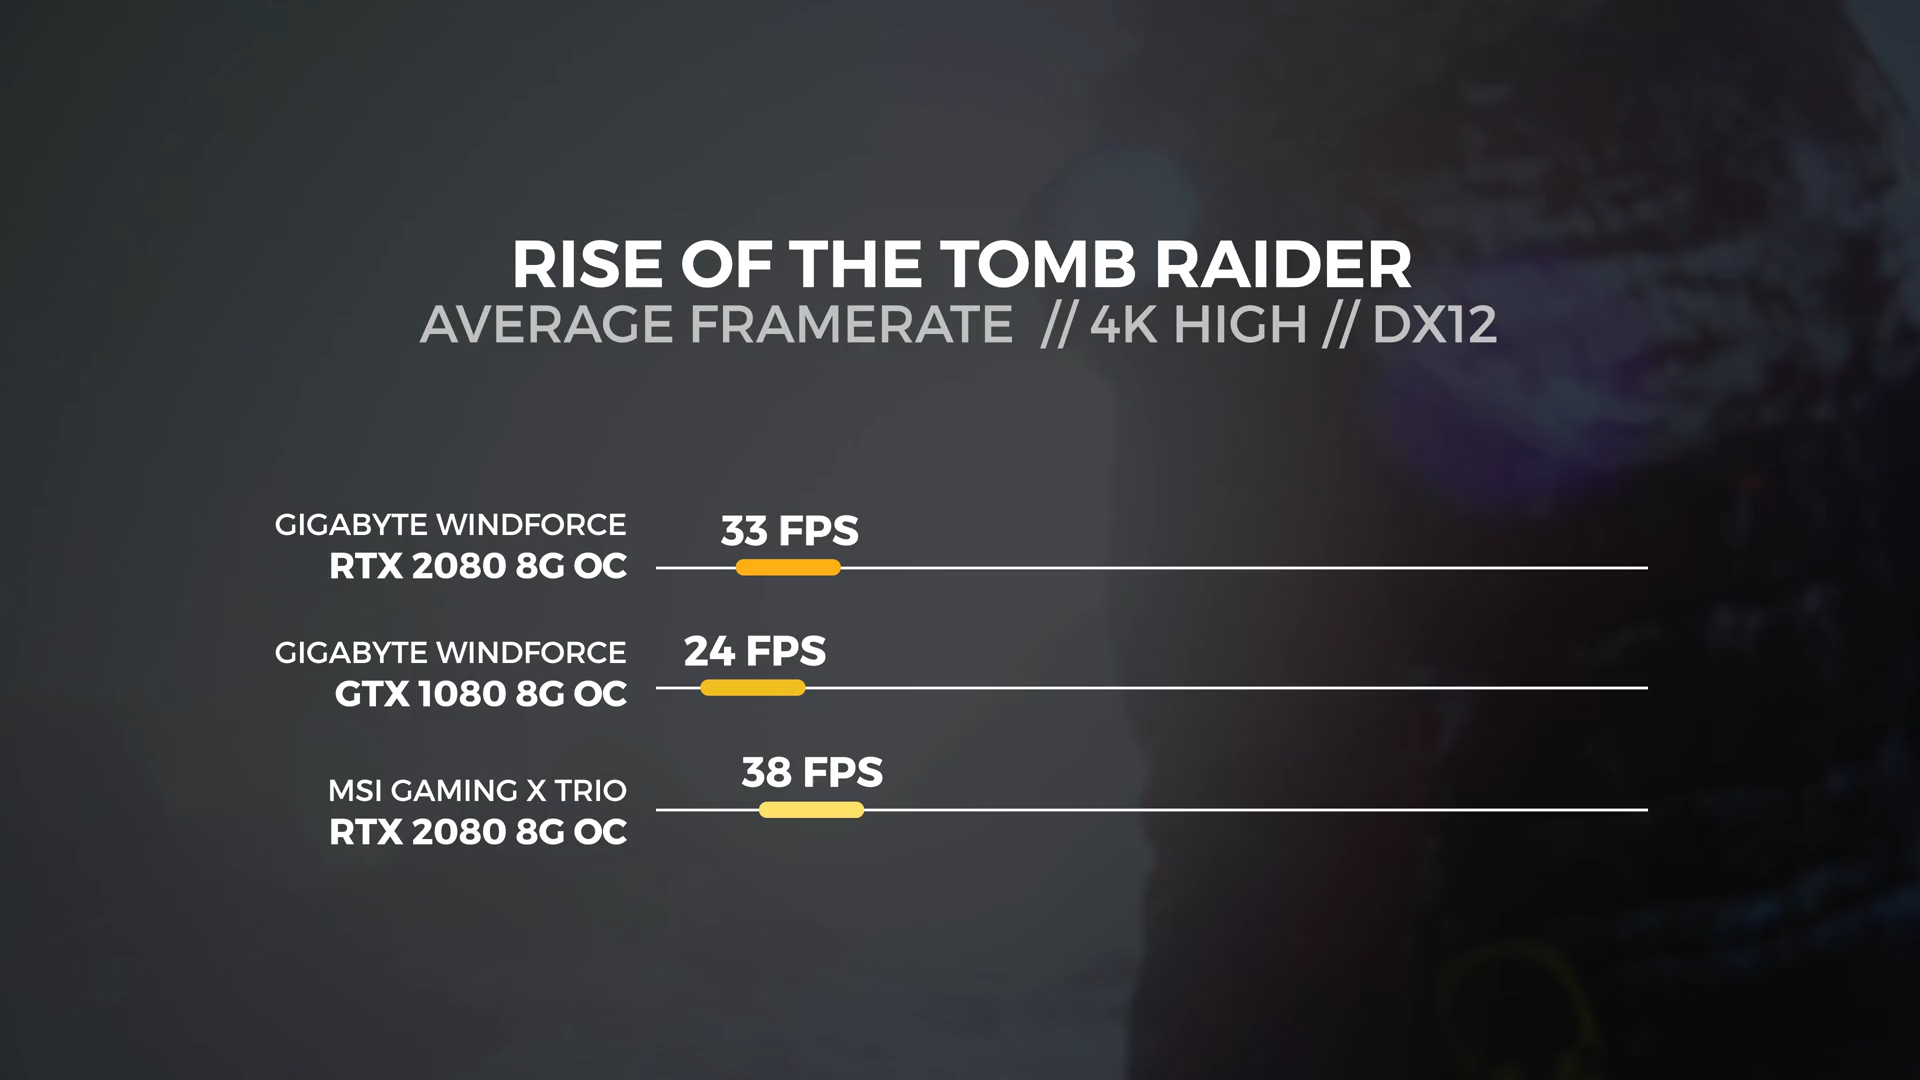 RISE OF THE TOMB RAIDER
AVERAGE FRAMERATE // 4K HIGH // DX12
GIGABYTE WINDFORCE
RTX 2080 8G OC
33 FPS
GIGABYTE WINDFORCE
GTX 1080 8G OC
24 FPS
MSI GAMING X TRIO
RTX 2080 8G OC
38 FPS